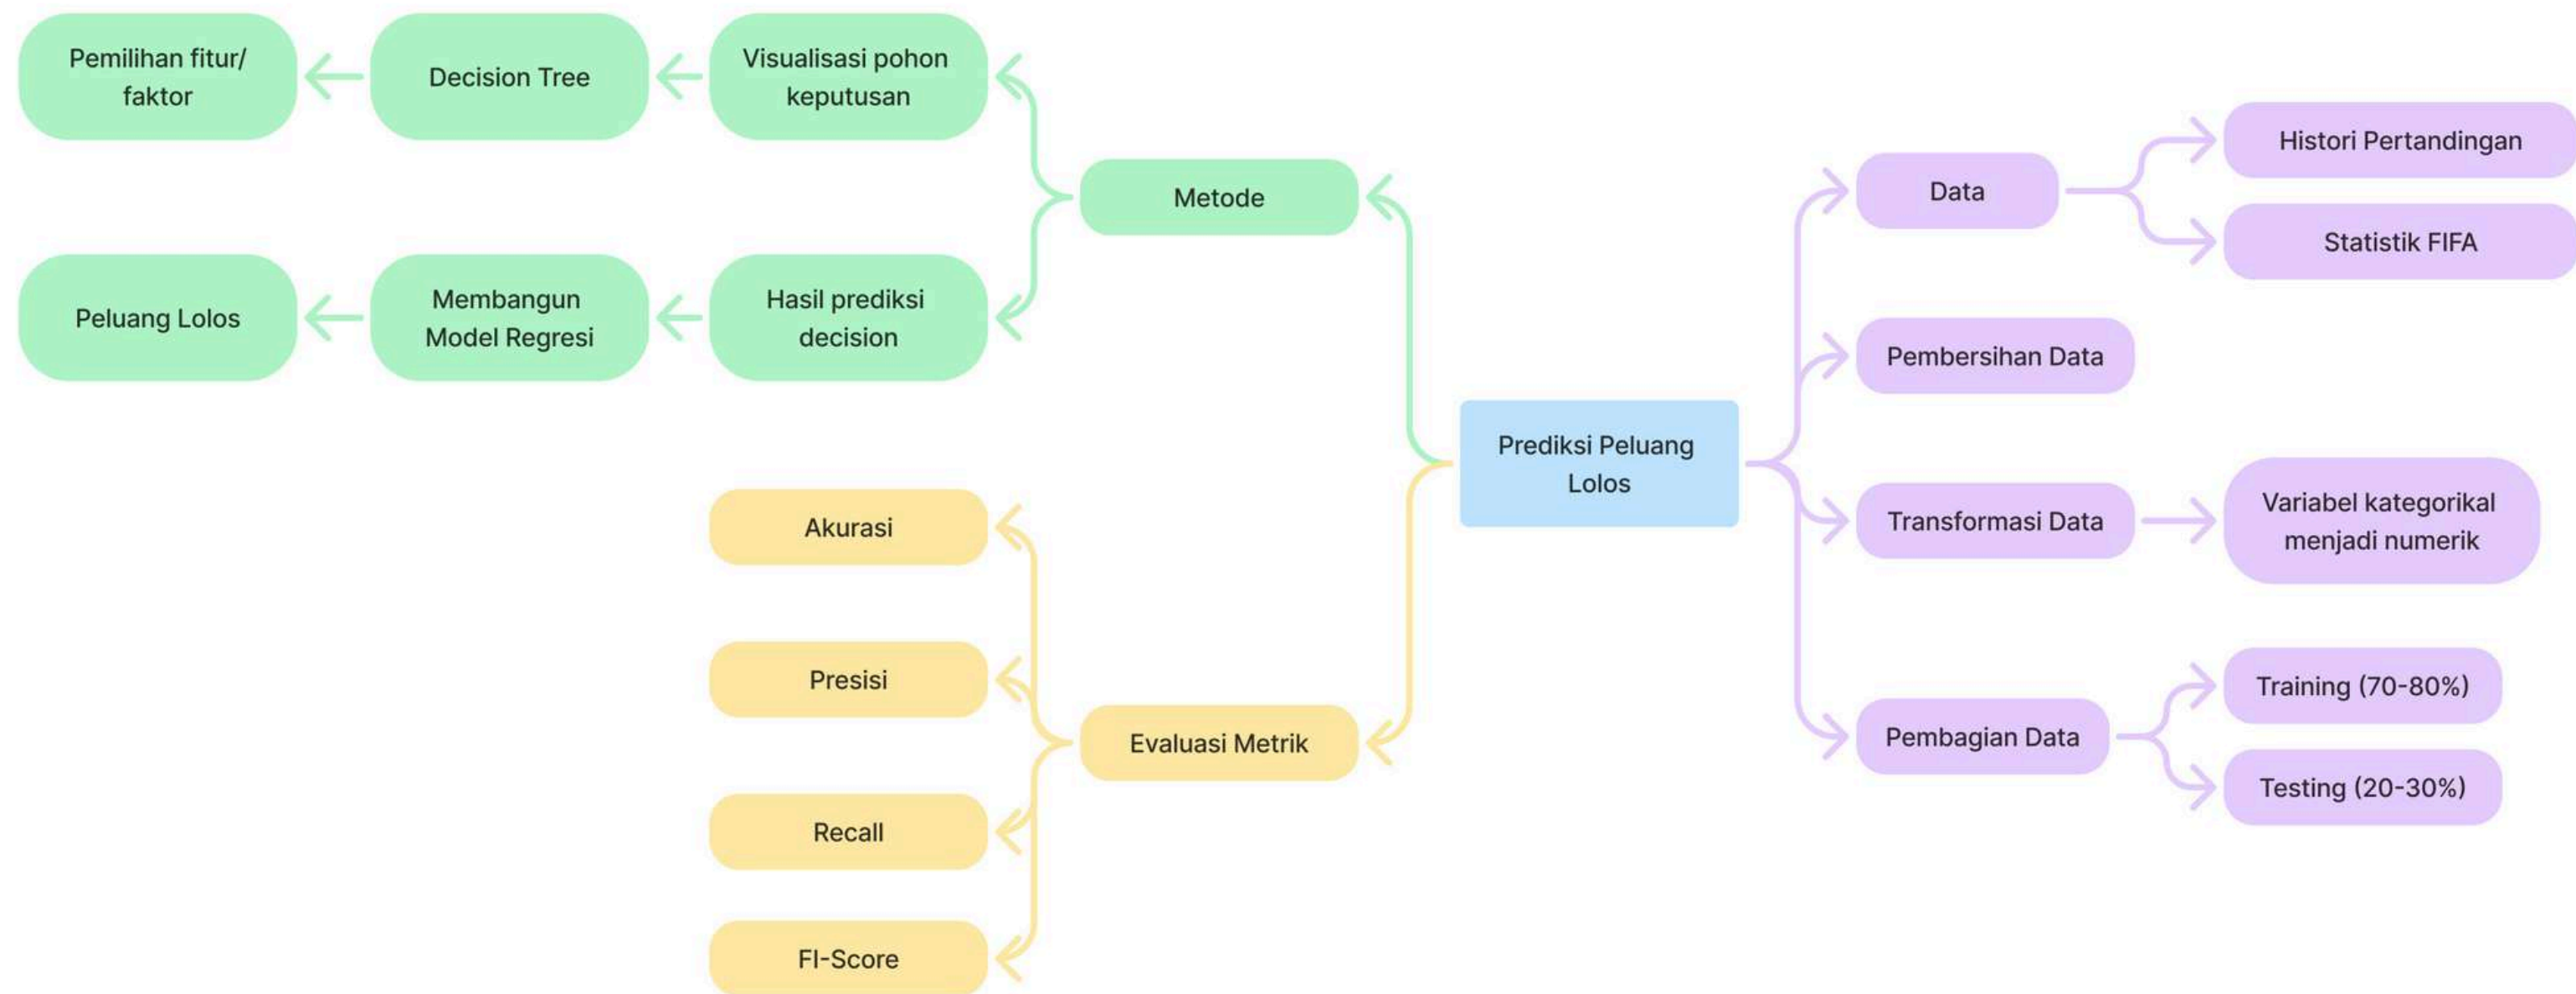 Pemilihan fitur/
faktor
Decision Tree
Visualisasi pohon
keputusan
Metode
Peluang Lolos
Membangun
Model Regresi
Hasil prediksi
decision
Prediksi Peluang
Lolos
Akurasi
Presisi
Recall
FI-Score
Evaluasi Metrik
Data
Histori Pertandingan
Statistik FIFA
Pembersihan Data
Transformasi Data
Variabel kategorikal
menjadi numerik
Pembagian Data
Training (70-80%)
Testing (20-30%)